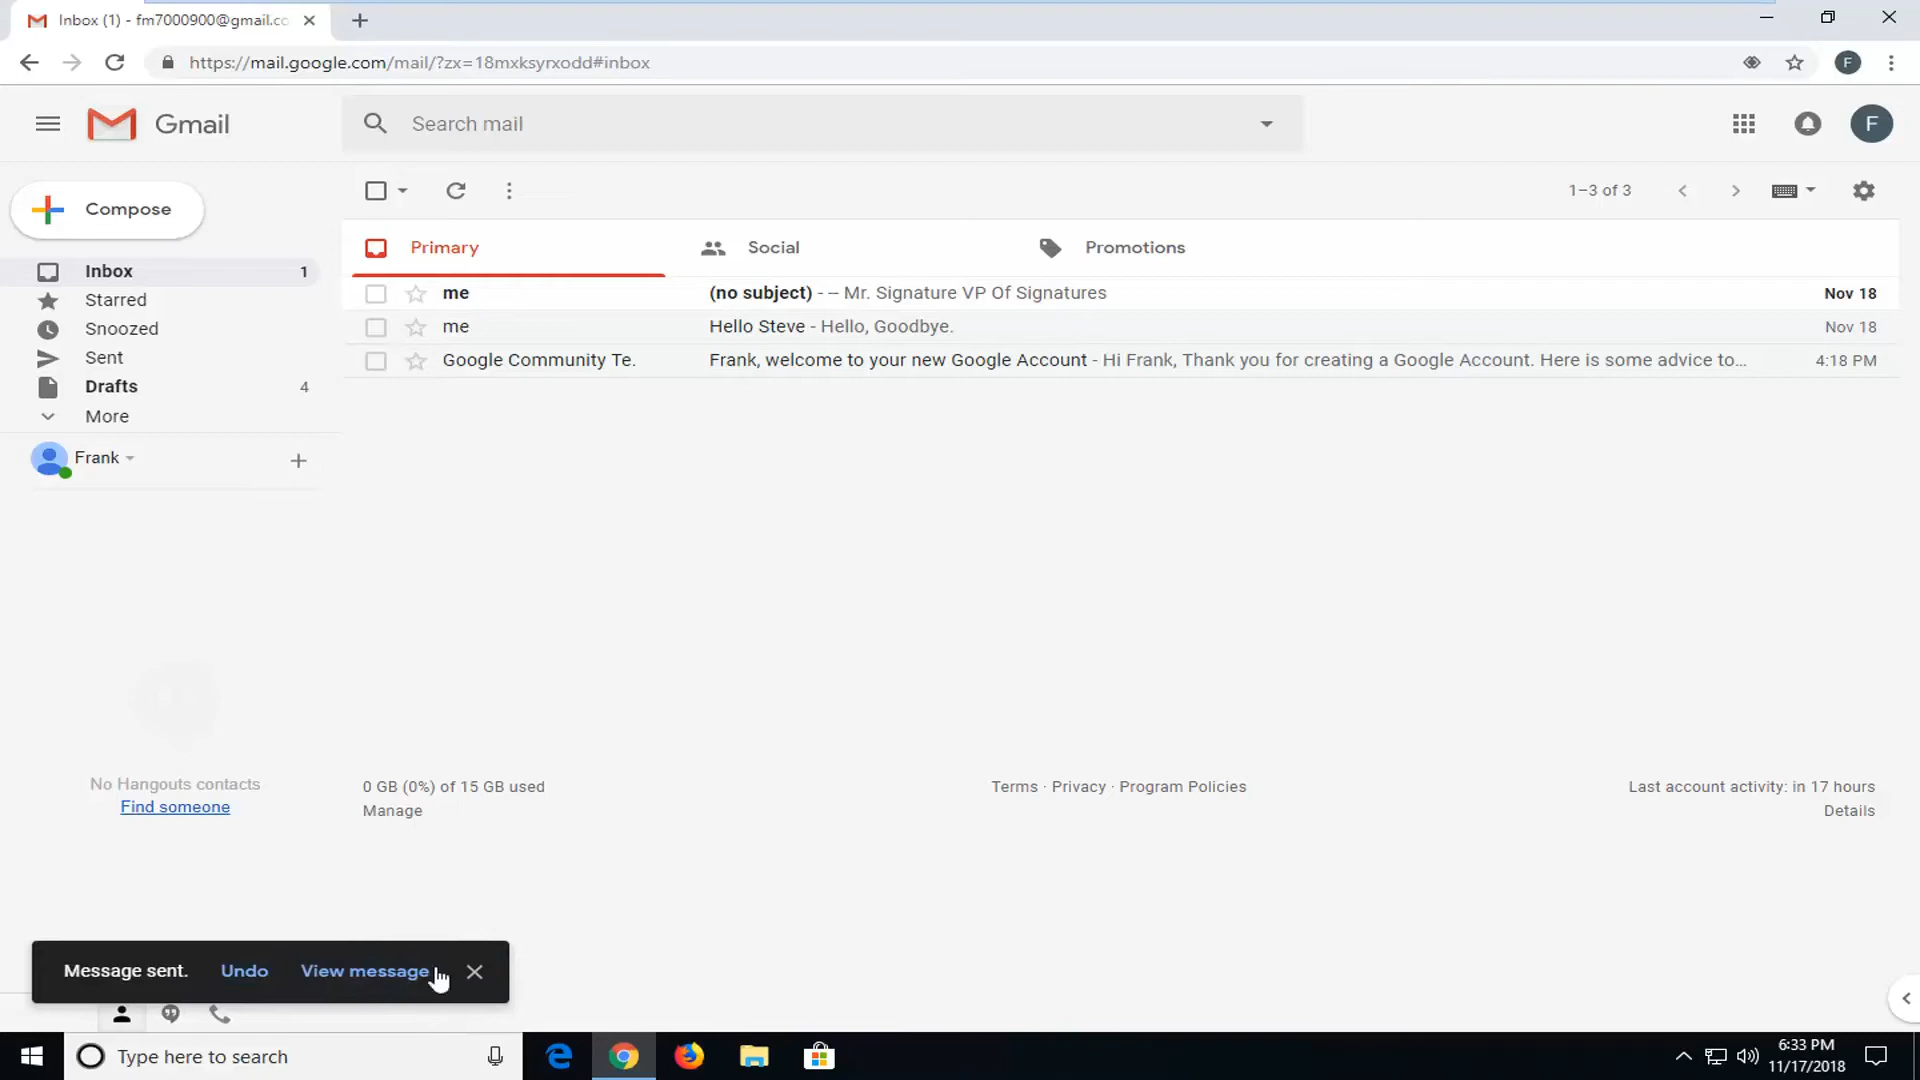 Inbox (1) - fm7000900@gmail.co
https://mail.google.com/mail/?zx=18mxksyrxodd#inbox
F
Gmail
Search mail
F
Compose
1–3 of 3
Primary
Social
Promotions
Inbox 1
Starred
Snoozed
Sent
Drafts 4
More
me (no subject) - -- Mr. Signature VP Of Signatures Nov 18
me Hello Steve - Hello, Goodbye. Nov 18
Google Community Te. Frank, welcome to your new Google Account - Hi Frank, Thank you for creating a Google Account. Here is some advice to... 4:18 PM
Frank
No Hangouts contacts
Find someone
0 GB (0%) of 15 GB used
Manage
Terms · Privacy · Program Policies
Last account activity: in 17 hours
Details
Message sent. Undo View message
Type here to search
6:33 PM
11/17/2018